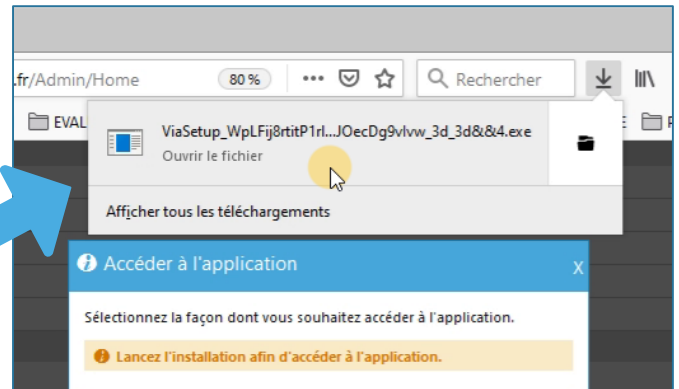 .fr/Admin/Home 80 % ... Rechercher
EVAL
ViaSetup_WpLFij8rtitP1rl...JOecDg9vlvw_3d_3d&&4.exe
Ouvrir le fichier
Afficher tous les téléchargements
Accéder à l'application X
Sélectionnez la façon dont vous souhaitez accéder à l'application.
Lancez l'installation afin d'accéder à l'application.